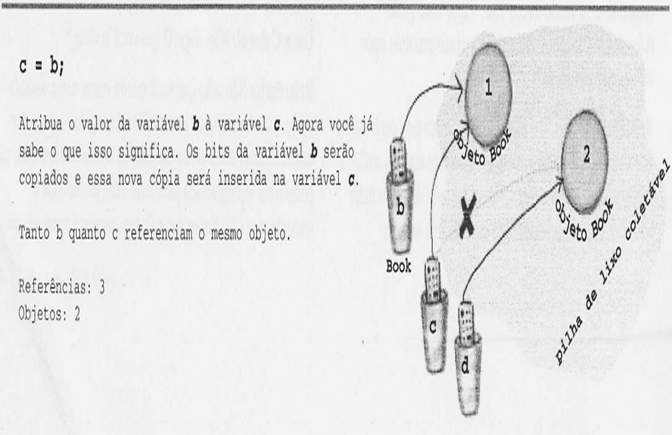 c = b;
Atribua o valor da variável b à variável c. Agora você já
sabe o que isso significa. Os bits da variável b serão
copiados e essa nova cópia será inserida na variável c.
Tanto b quanto c referenciam o mesmo objeto.
Referências: 3
Objetos: 2
1
objeto Book
2
objeto Book
b
Book
c
d
pilha de lixo coletável